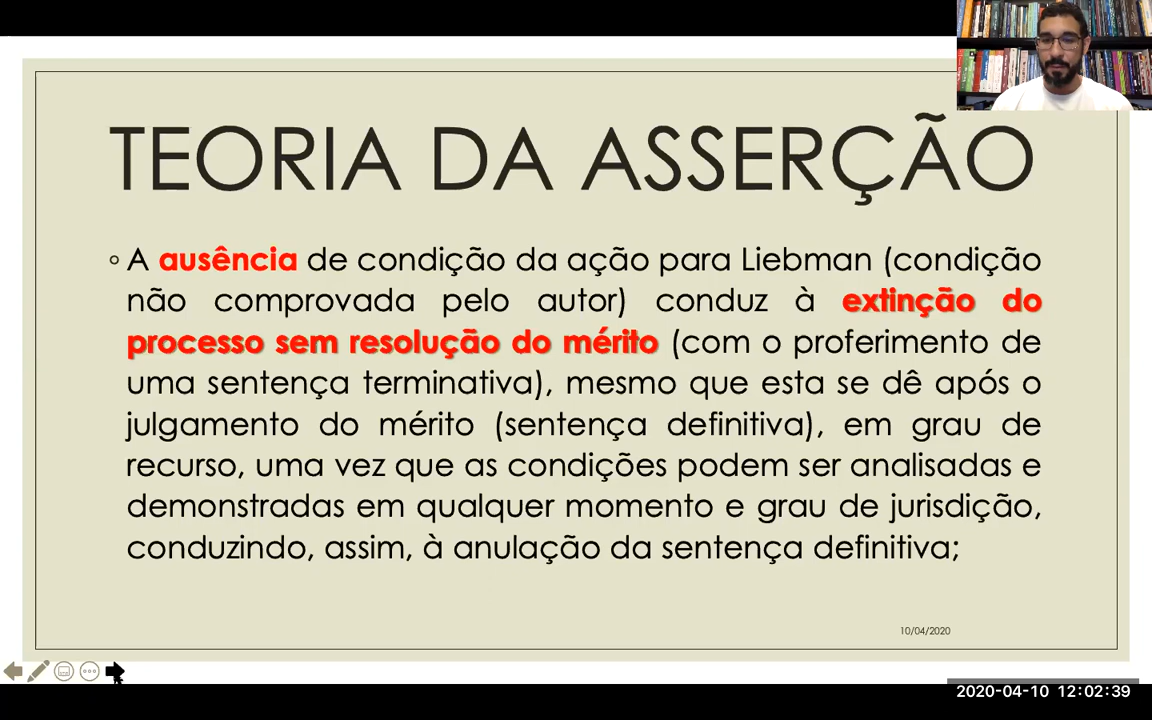 TEORIA DA ASSERÇÃO
◦ A ausência de condição da ação para Liebman (condição
não comprovada pelo autor) conduz à extinção do
processo sem resolução do mérito (com o proferimento de
uma sentença terminativa), mesmo que esta se dê após o
julgamento do mérito (sentença definitiva), em grau de
recurso, uma vez que as condições podem ser analisadas e
demonstradas em qualquer momento e grau de jurisdição,
conduzindo, assim, à anulação da sentença definitiva;
10/04/2020
2020-04-10 12:02:39